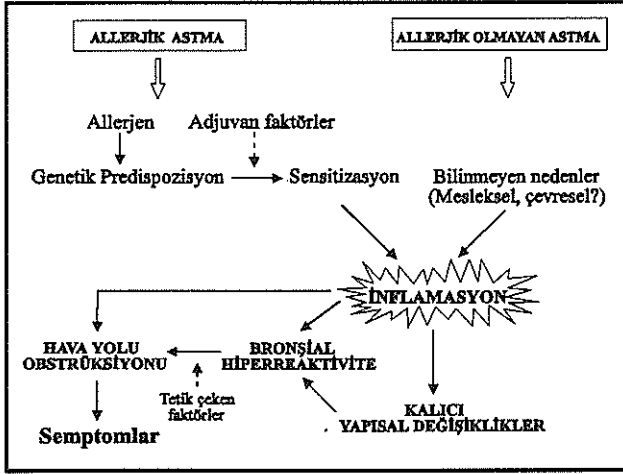 ALLERJİK ASTMA
ALLERJİK OLMAYAN ASTMA
Allerjen
Adjuvan faktörler
Genetik Predispozisyon
Sensitizasyon
Bilinmeyen nedenler
(Mesleksel, çevresel?)
İNFLAMASYON
HAVA YOLU
OBSTRÜKSİYONU
BRONŞİAL
HİPERREAKTİVİTE
Tetik çeken
faktörler
KALICI
YAPISAL DEĞİŞİKLİKLER
Semptomlar